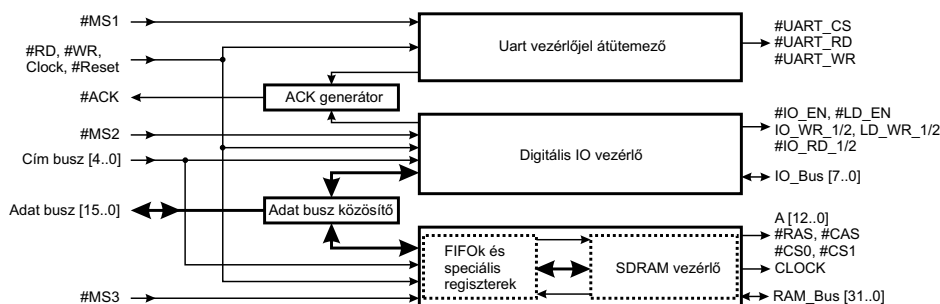 #MS1
#RD, #WR,
Clock, #Reset
#ACK
#MS2
Cím busz [4..0]
Adat busz [15..0]
#MS3
Uart vezérlőjel átütemező
ACK generátor
Digitális IO vezérlő
Adat busz közösítő
FIFOk és
speciális
regiszterek
SDRAM vezérlő
#UART_CS
#UART_RD
#UART_WR
#IO_EN, #LD_EN
IO_WR_1/2, LD_WR_1/2
#IO_RD_1/2
IO_Bus [7..0]
A [12..0]
#RAS, #CAS
#CS0, #CS1
CLOCK
RAM_Bus [31..0]